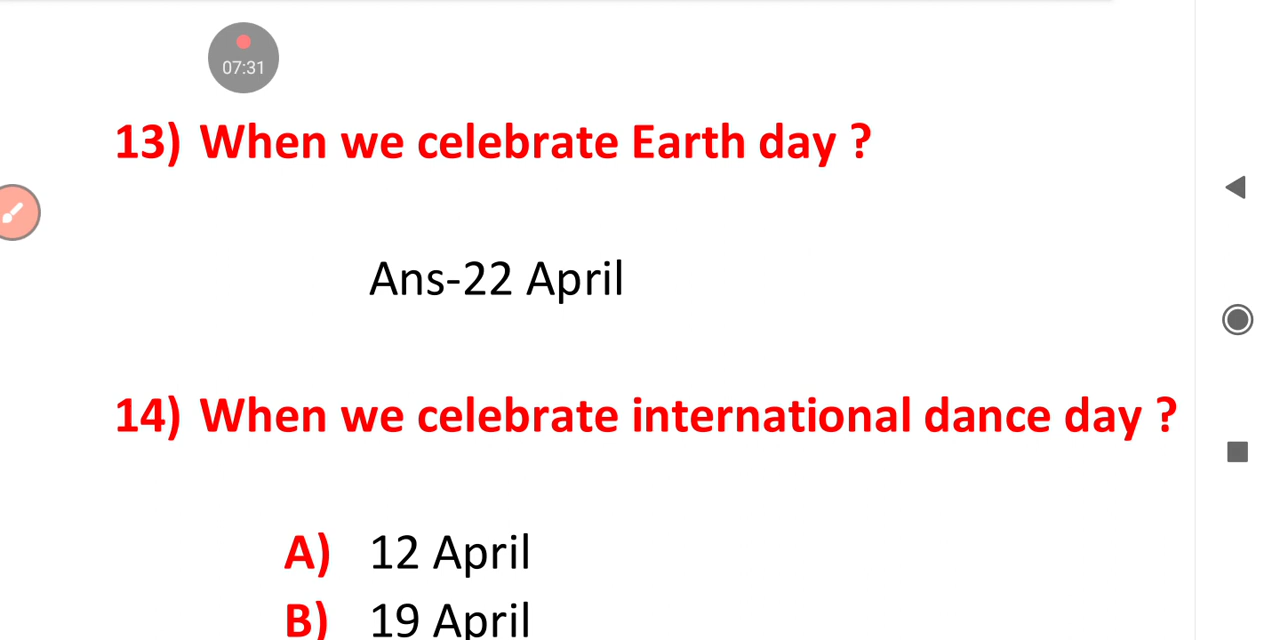 07:31
13) When we celebrate Earth day ?
Ans-22 April
14) When we celebrate international dance day ?
A) 12 April
B) 19 April